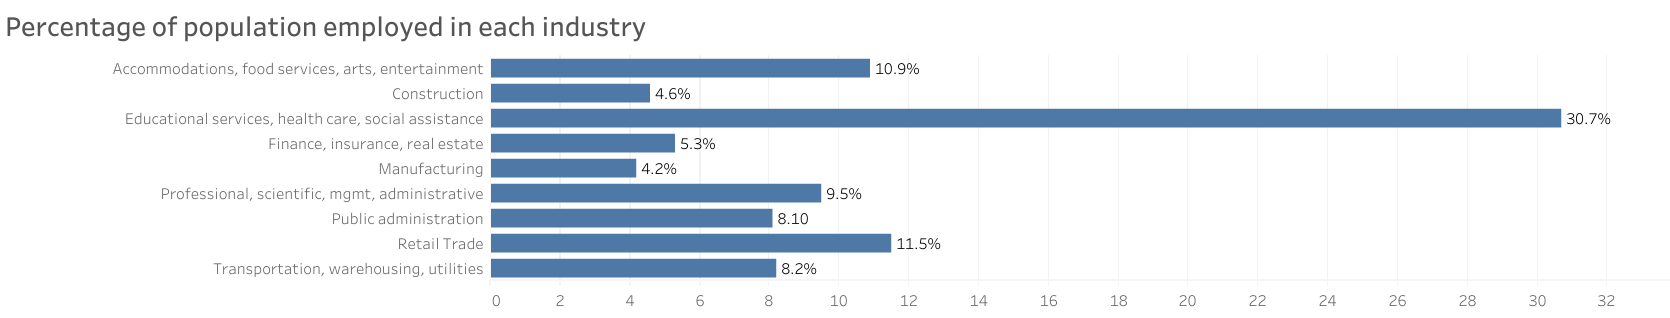 Percentage of population employed in each industry
Accommodations, food services, arts, entertainment 10.9%
Construction 4.6%
Educational services, health care, social assistance 30.7%
Finance, insurance, real estate 5.3%
Manufacturing 4.2%
Professional, scientific, mgmt, administrative 9.5%
Public administration 8.10
Retail Trade 11.5%
Transportation, warehousing, utilities 8.2%
0 2 4 6 8 10 12 14 16 18 20 22 24 26 28 30 32